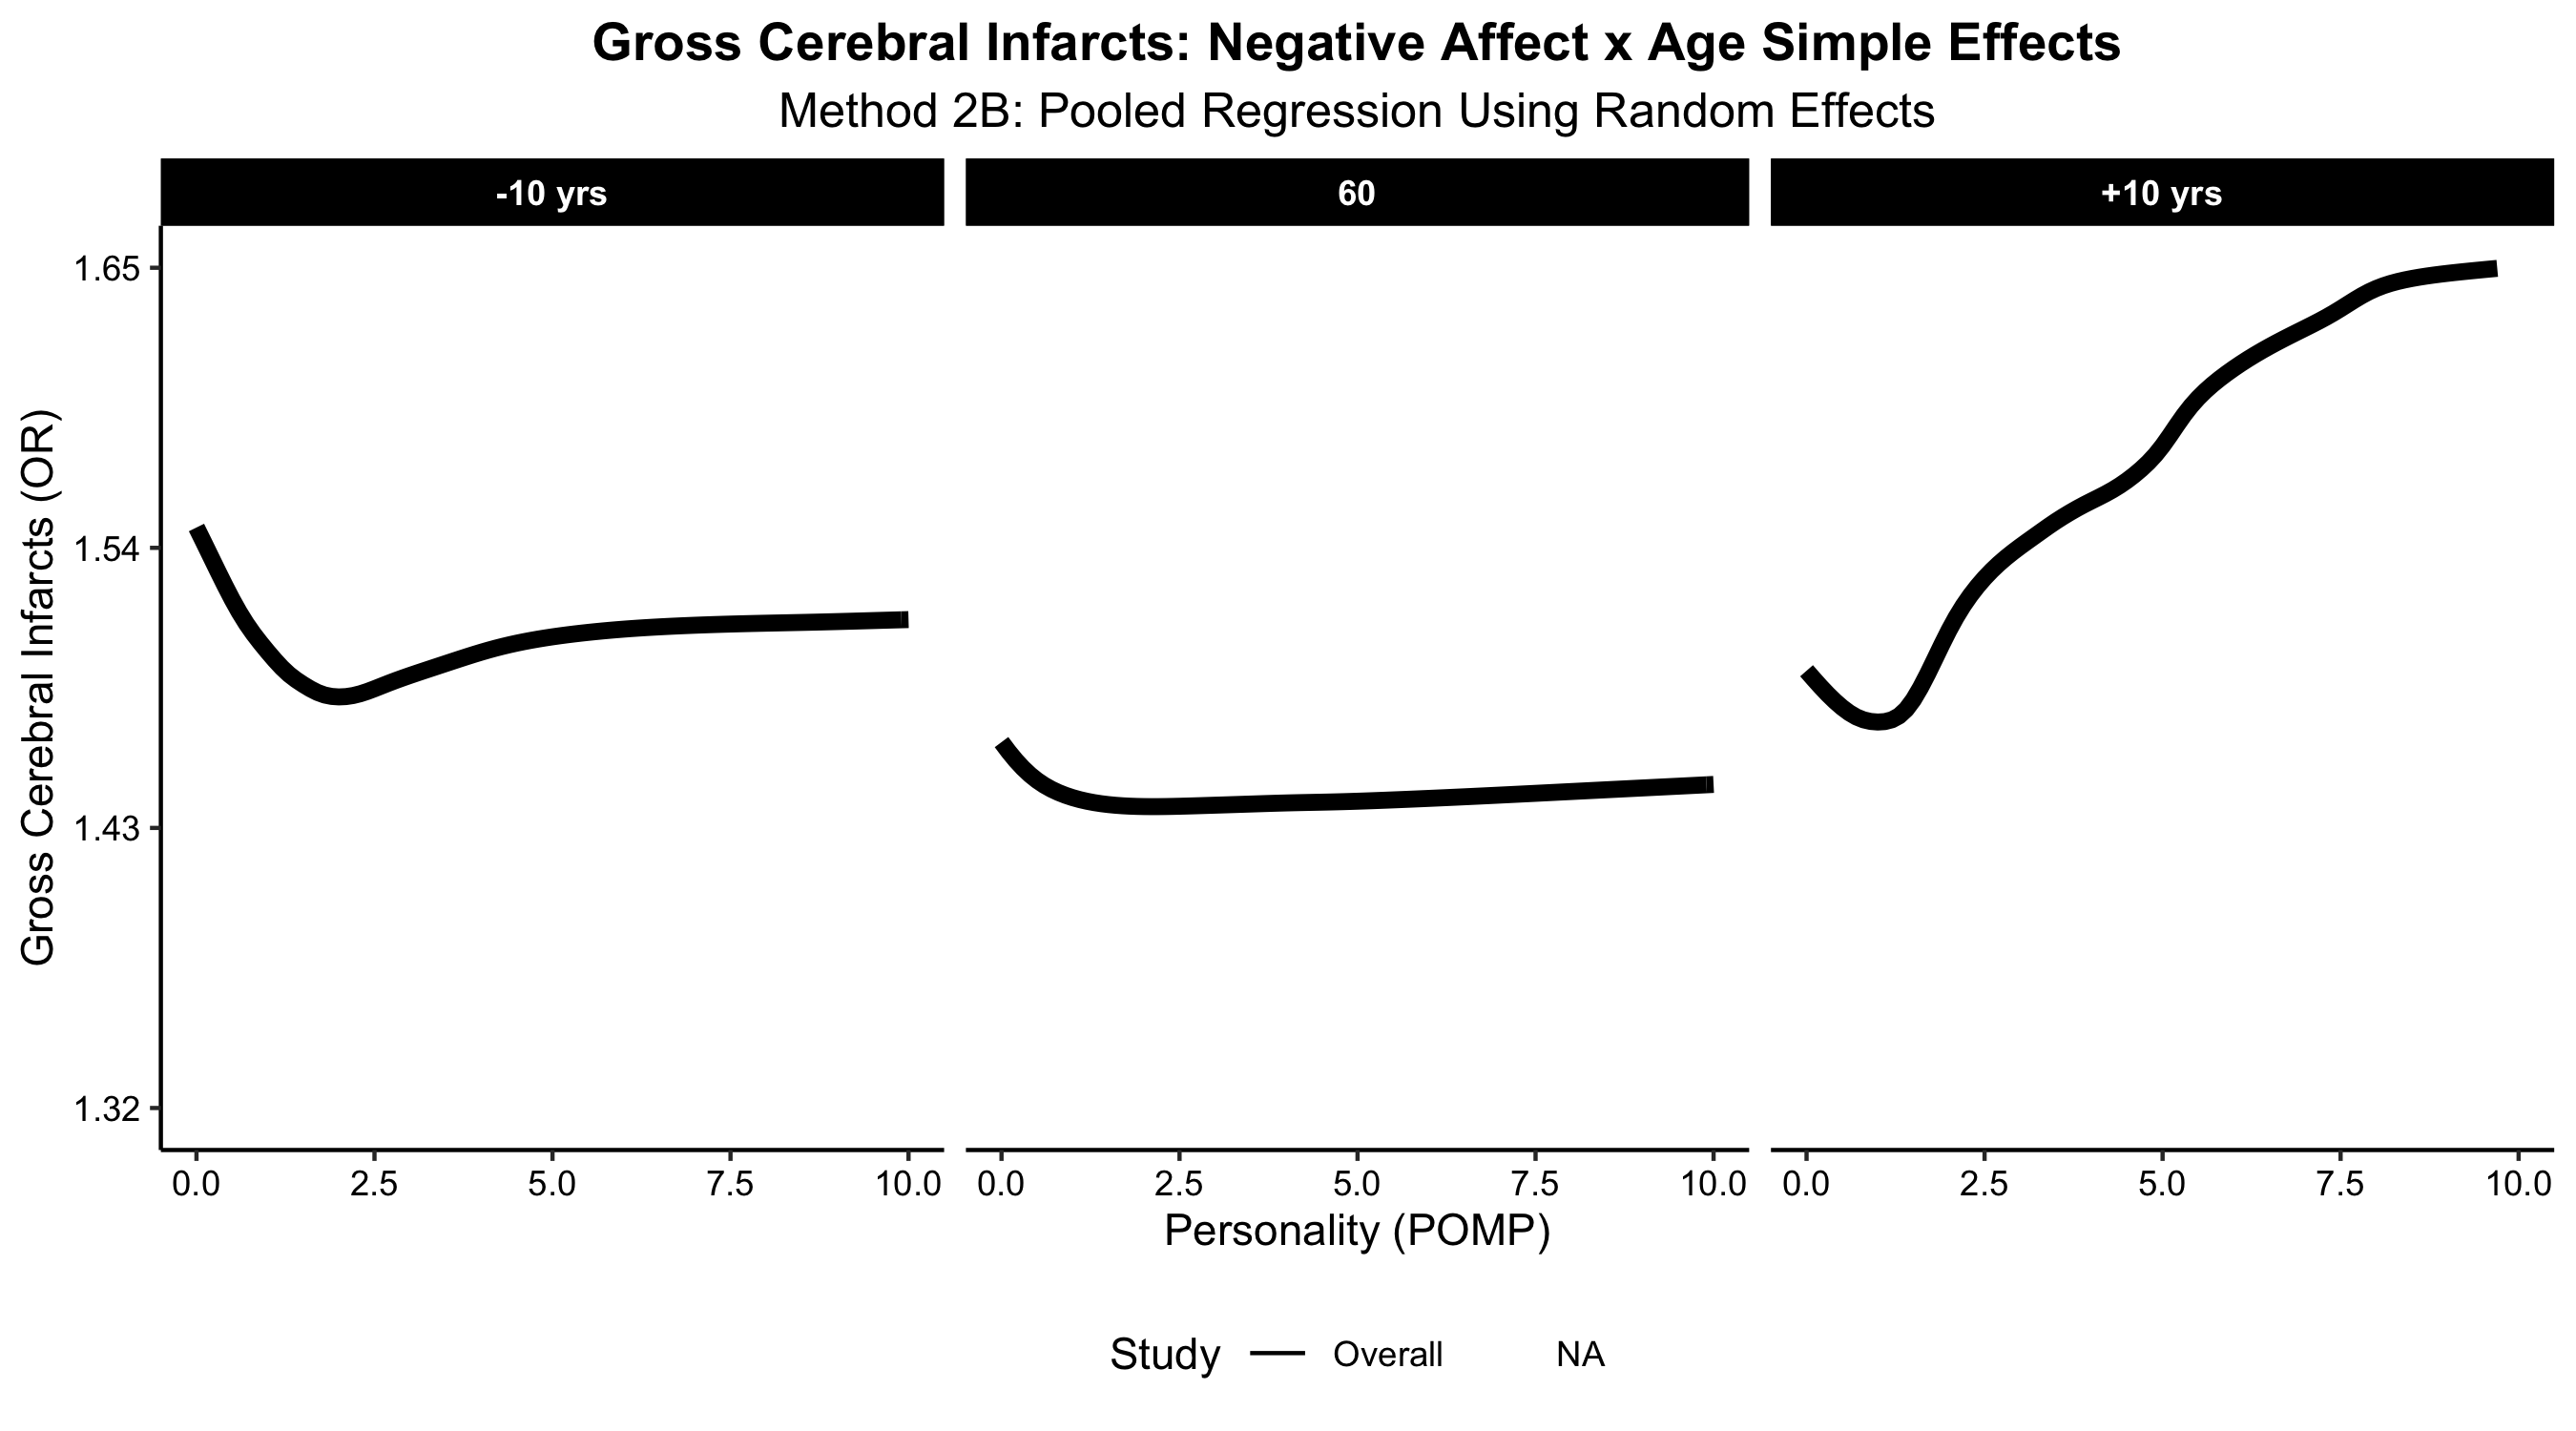 Gross Cerebral Infarcts: Negative Affect x Age Simple Effects
Method 2B: Pooled Regression Using Random Effects
-10 yrs 60 +10 yrs
Gross Cerebral Infarcts (OR)
1.65
1.54
1.43
1.32
0.0 2.5 5.0 7.5 10.0 0.0 2.5 5.0 7.5 10.0 0.0 2.5 5.0 7.5 10.0
Personality (POMP)
Study Overall NA